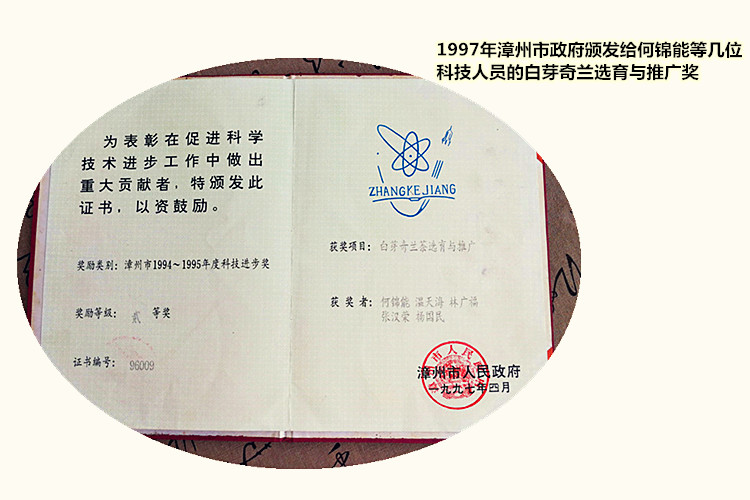 1997年漳州市政府颁发给何锦能等几位
科技人员的白芽奇兰选育与推广奖
为表彰在促进科学
技术进步工作中做出
重大贡献者，特颁发此
证书，以资鼓励。
奖励类别：漳州市1994～1995年度科技进步奖
奖励等级：贰等奖
证书编号：96009
ZHANGKEJIANG
获奖项目：白芽奇兰茶选育与推广
获奖者：何锦能 温天海 林广福
张汉荣 杨国民
漳州市人民政府
一九九七年四月